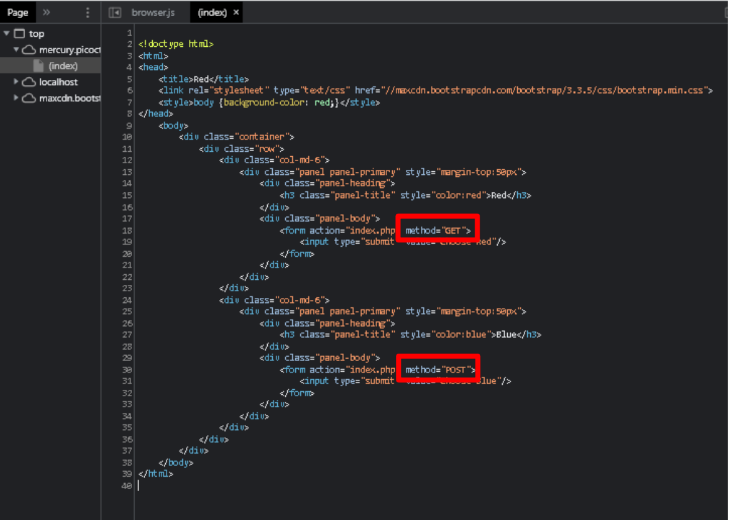 Page » ⋮ browser.js (index) ×
top
mercury.picoct
(index)
localhost
maxcdn.bootst
1
2 <!doctype html>
3 <html>
4 <head>
5 <title>Red</title>
6 <link rel="stylesheet" type="text/css" href="//maxcdn.bootstrapcdn.com/bootstrap/3.3.5/css/bootstrap.min.css">
7 <style>body {background-color: red;}</style>
8 </head>
9 <body>
10 <div class="container">
11 <div class="row">
12 <div class="col-md-6">
13 <div class="panel panel-primary" style="margin-top:50px">
14 <div class="panel-heading">
15 <h3 class="panel-title" style="color:red">Red</h3>
16 </div>
17 <div class="panel-body">
18 <form action="index.php method="GET">
19 <input type="submit value="Choose Red"/>
20 </form>
21 </div>
22 </div>
23 </div>
24 <div class="col-md-6">
25 <div class="panel panel-primary" style="margin-top:50px">
26 <div class="panel-heading">
27 <h3 class="panel-title" style="color:blue">Blue</h3>
28 </div>
29 <div class="panel-body">
30 <form action="index.php method="POST">
31 <input type="submit value="Choose Blue"/>
32 </form>
33 </div>
34 </div>
35 </div>
36 </div>
37 </div>
38 </body>
39 </html>
40